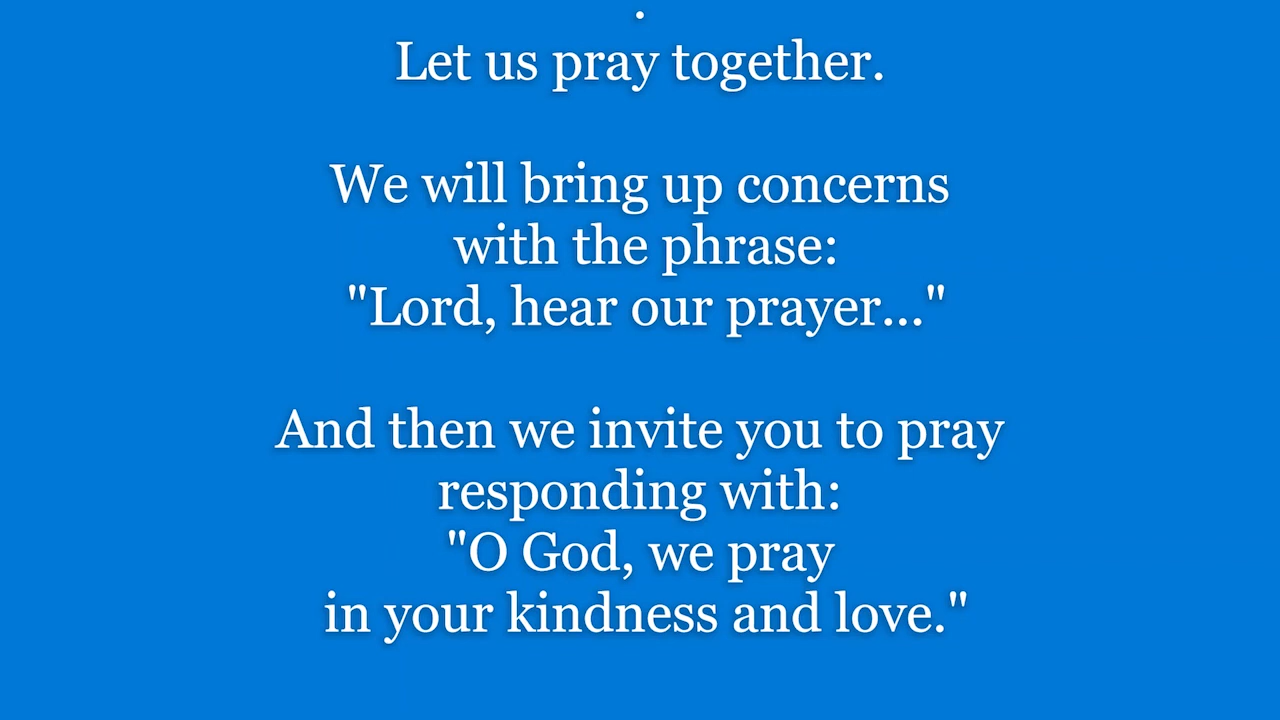 .
Let us pray together.
We will bring up concerns
with the phrase:
"Lord, hear our prayer..."
And then we invite you to pray
responding with:
"O God, we pray
in your kindness and love."